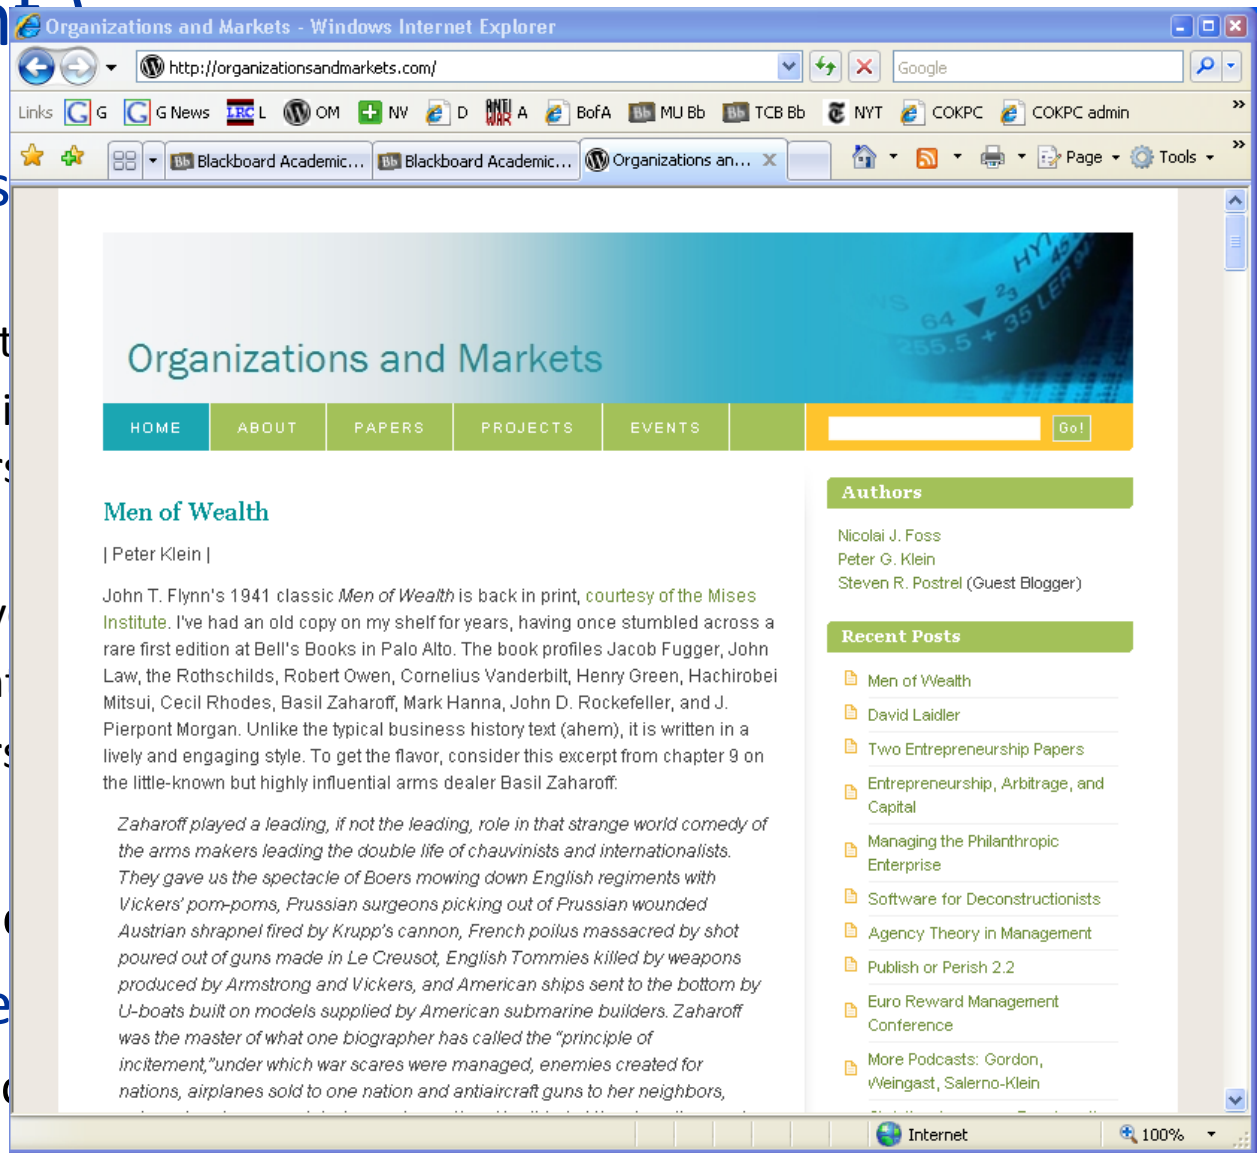 Organizations and Markets - Windows Internet Explorer
http://organizationsandmarkets.com/
Google
Links G G News LRC L OM NV D ANTI WAR A BofA Bb MU Bb Bb TCB Bb NYT COKPC COKPC admin »
Bb Blackboard Academic... Bb Blackboard Academic... Organizations an... X Page Tools »
HY 45
NS 64 ▼ 23
255.5 + 35 LER
Organizations and Markets
HOME ABOUT PAPERS PROJECTS EVENTS Go!
Men of Wealth
| Peter Klein |
John T. Flynn's 1941 classic Men of Wealth is back in print, courtesy of the Mises
Institute. I've had an old copy on my shelf for years, having once stumbled across a
rare first edition at Bell's Books in Palo Alto. The book profiles Jacob Fugger, John
Law, the Rothschilds, Robert Owen, Cornelius Vanderbilt, Henry Green, Hachirobei
Mitsui, Cecil Rhodes, Basil Zaharoff, Mark Hanna, John D. Rockefeller, and J.
Pierpont Morgan. Unlike the typical business history text (ahem), it is written in a
lively and engaging style. To get the flavor, consider this excerpt from chapter 9 on
the little-known but highly influential arms dealer Basil Zaharoff:
Zaharoff played a leading, if not the leading, role in that strange world comedy of
the arms makers leading the double life of chauvinists and internationalists.
They gave us the spectacle of Boers mowing down English regiments with
Vickers' pom-poms, Prussian surgeons picking out of Prussian wounded
Austrian shrapnel fired by Krupp's cannon, French poilus massacred by shot
poured out of guns made in Le Creusot, English Tommies killed by weapons
produced by Armstrong and Vickers, and American ships sent to the bottom by
U-boats built on models supplied by American submarine builders. Zaharoff
was the master of what one biographer has called the "principle of
incitement,"under which war scares were managed, enemies created for
nations, airplanes sold to one nation and antiaircraft guns to her neighbors,
Authors
Nicolai J. Foss
Peter G. Klein
Steven R. Postrel (Guest Blogger)
Recent Posts
Men of Wealth
David Laidler
Two Entrepreneurship Papers
Entrepreneurship, Arbitrage, and
Capital
Managing the Philanthropic
Enterprise
Software for Deconstructionists
Agency Theory in Management
Publish or Perish 2.2
Euro Reward Management
Conference
More Podcasts: Gordon,
Weingast, Salerno-Klein
Internet 100%